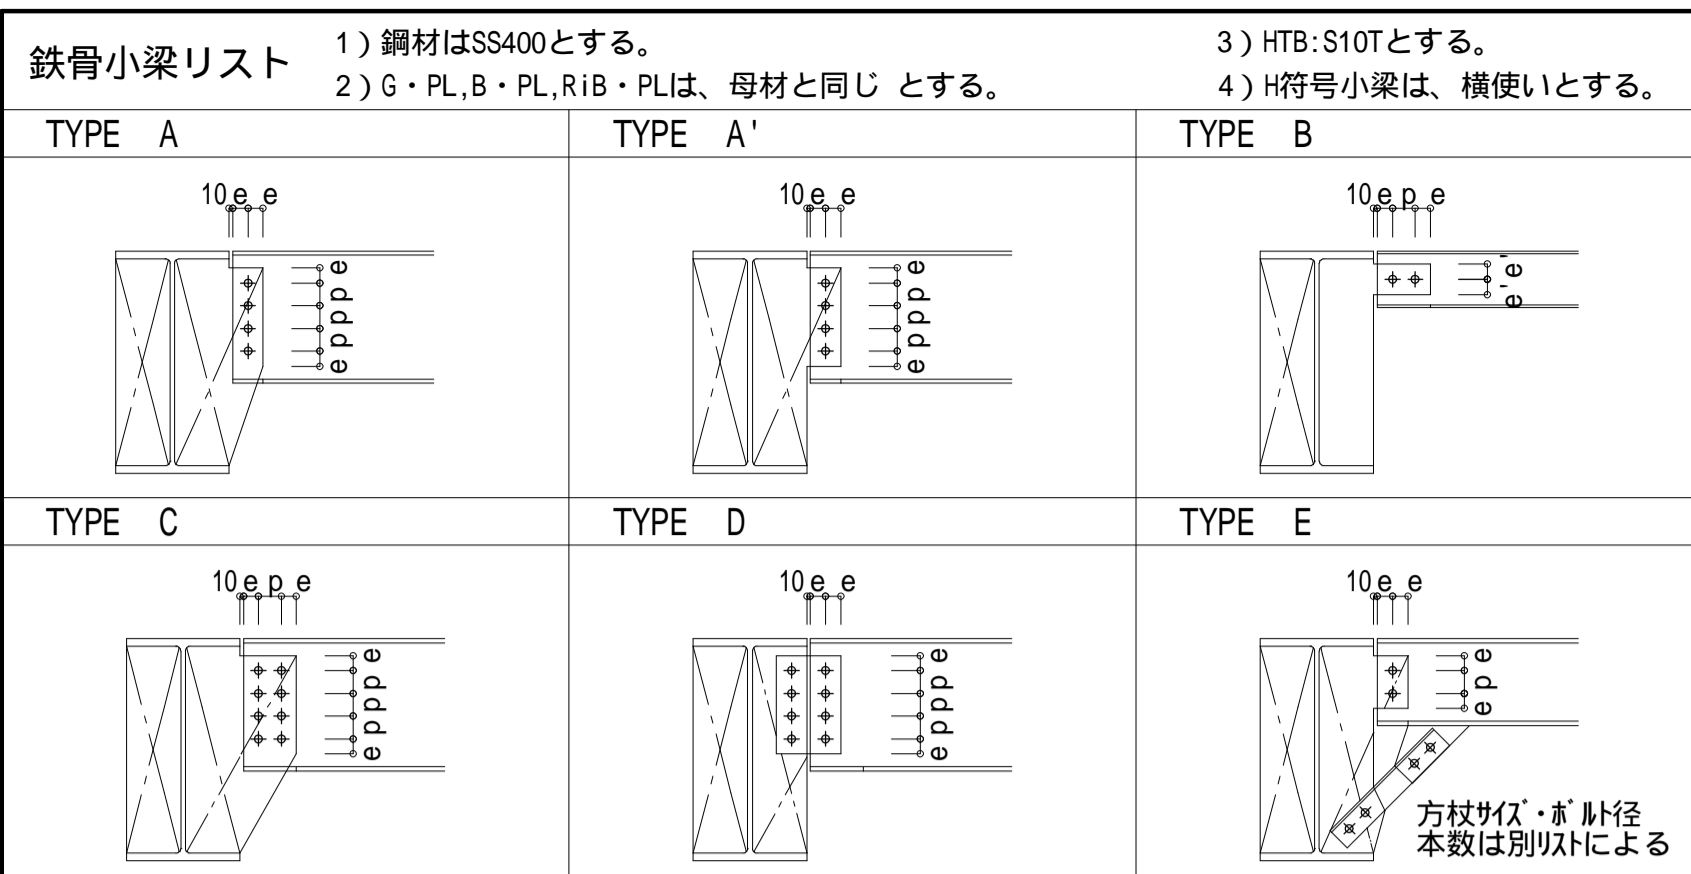 鉄骨小梁リスト
1）鋼材はSS400とする。
2）G・PL,B・PL,RiB・PLは、母材と同じ とする。
3）HTB:S10Tとする。
4）H符号小梁は、横使いとする。
TYPE A
10 e e
e p p p e
TYPE A'
10 e e
e p p p e
TYPE B
10 e p e
e' e'
TYPE C
10 e p e
e p p p e
TYPE D
10 e e
e p p p e
TYPE E
10 e e
e p e
方杖ｻｲｽﾞ・ﾎﾞﾙﾄ径
本数は別ﾘｽﾄによる